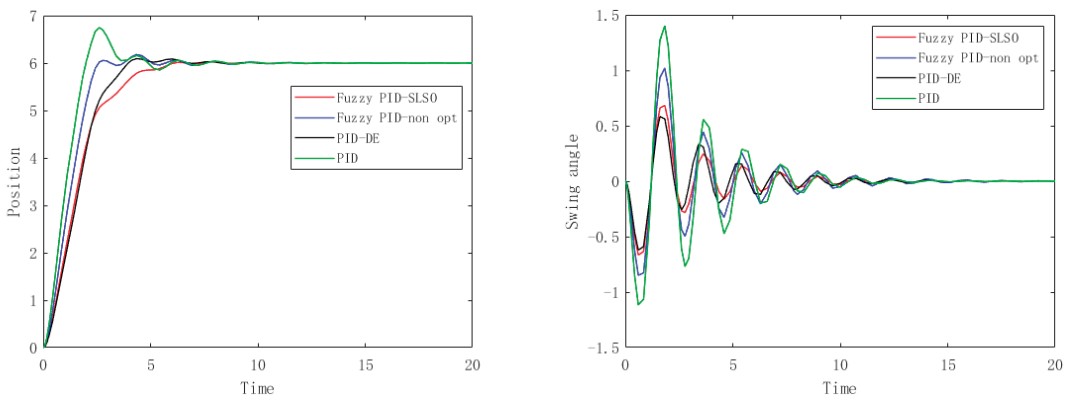 7
6
5
4
3
2
1
0
Position
0
5
10
15
20
Time
Fuzzy PID-SLSO
Fuzzy PID-non opt
PID-DE
PID
1.5
1
0.5
0
-0.5
-1
-1.5
Swing angle
0
5
10
15
20
Time
Fuzzy PID-SLSO
Fuzzy PID-non opt
PID-DE
PID